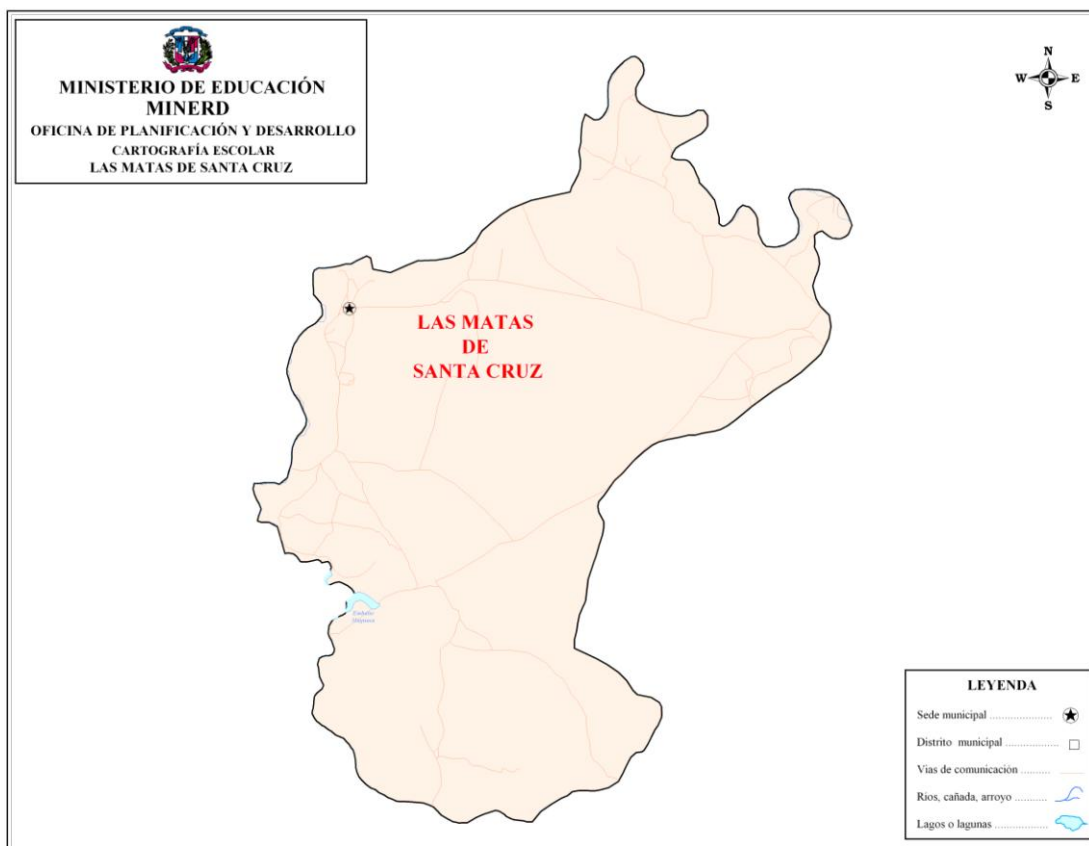 MINISTERIO DE EDUCACIÓN
MINERD
OFICINA DE PLANIFICACIÓN Y DESARROLLO
CARTOGRAFÍA ESCOLAR
LAS MATAS DE SANTA CRUZ
N
W E
S
LAS MATAS
DE
SANTA CRUZ
LEYENDA
Sede municipal ....................
Distrito municipal .................
Vias de comunicación ..........
Rios, cañada, arroyo ...........
Lagos o lagunas ..................